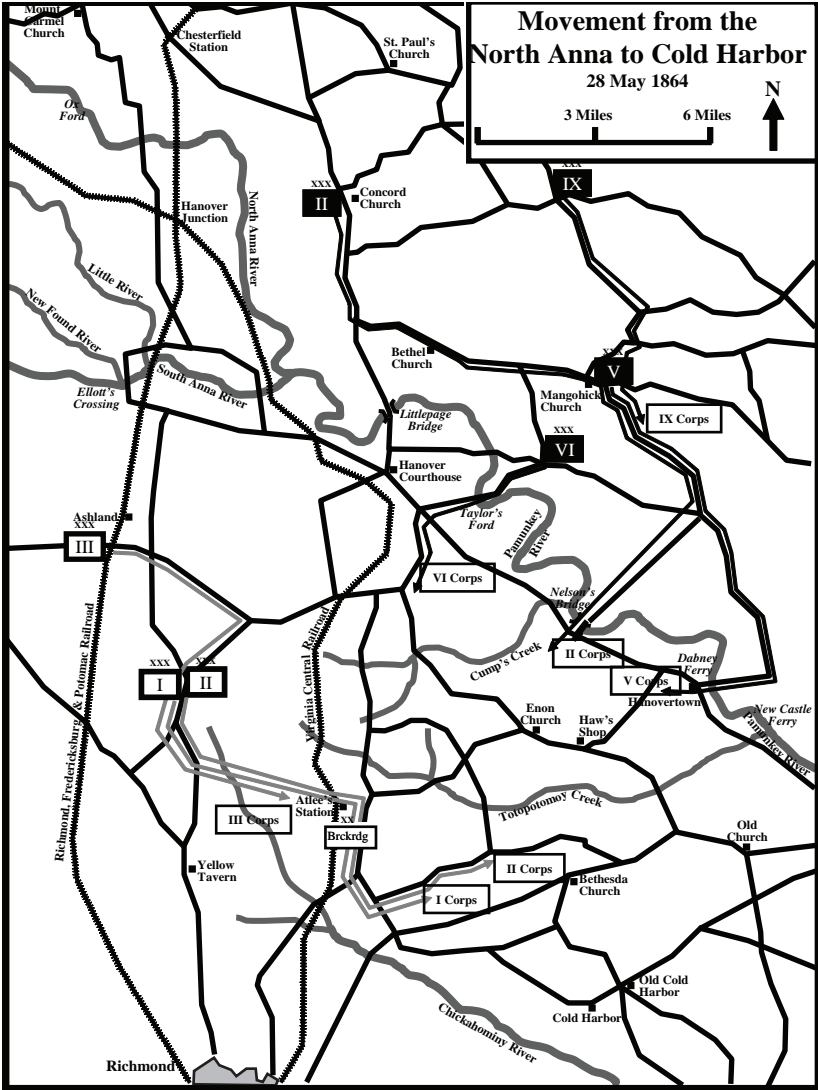 Movement from the
North Anna to Cold Harbor
28 May 1864
3 Miles
6 Miles
N
Mount
Carmel
Church
Chesterfield
Station
St. Paul's
Church
Ox
Ford
Hanover
Junction
North Anna River
xxx
II
Concord
Church
xxx
IX
Little River
New Found River
South Anna River
Ellott's
Crossing
Bethel
Church
xxx
V
Mangohick
Church
IX Corps
Littlepage
Bridge
xxx
VI
Hanover
Courthouse
Taylor's
Ford
Pamunkey
River
Ashland
xxx
III
VI Corps
Nelson's
Bridge
Cump's Creek
II Corps
V Corps
Dabney
Ferry
Hanovertown
New Castle
Ferry
Pamunkey River
Richmond, Fredericksburg, & Potomac Railroad
Virginia Central Railroad
xxx
I
xxx
II
Enon
Church
Haw's
Shop
Totopotomoy Creek
Atlee's
Station
III Corps
xx
Brckrdg
Old
Church
Yellow
Tavern
II Corps
Bethesda
Church
I Corps
Old Cold
Harbor
Cold Harbor
Chickahominy River
Richmond